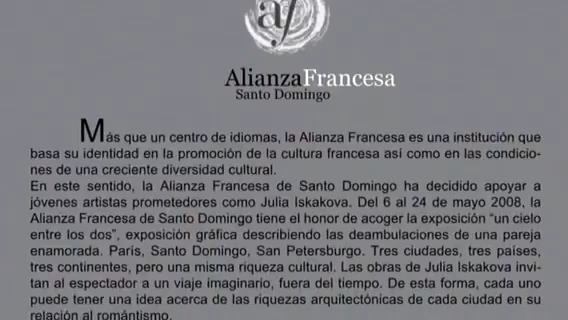 af
AlianzaFrancesa
Santo Domingo
Más que un centro de idiomas, la Alianza Francesa es una institución que
basa su identidad en la promoción de la cultura francesa así como en las condicio-
nes de una creciente diversidad cultural.
En este sentido, la Alianza Francesa de Santo Domingo ha decidido apoyar a
jóvenes artistas prometedores como Julia Iskakova. Del 6 al 24 de mayo 2008, la
Alianza Francesa de Santo Domingo tiene el honor de acoger la exposición “un cielo
entre los dos”, exposición gráfica describiendo las deambulaciones de una pareja
enamorada. París, Santo Domingo, San Petersburgo. Tres ciudades, tres países,
tres continentes, pero una misma riqueza cultural. Las obras de Julia Iskakova invi-
tan al espectador a un viaje imaginario, fuera del tiempo. De esta forma, cada uno
puede tener una idea acerca de las riquezas arquitectónicas de cada ciudad en su
relación al romántismo.